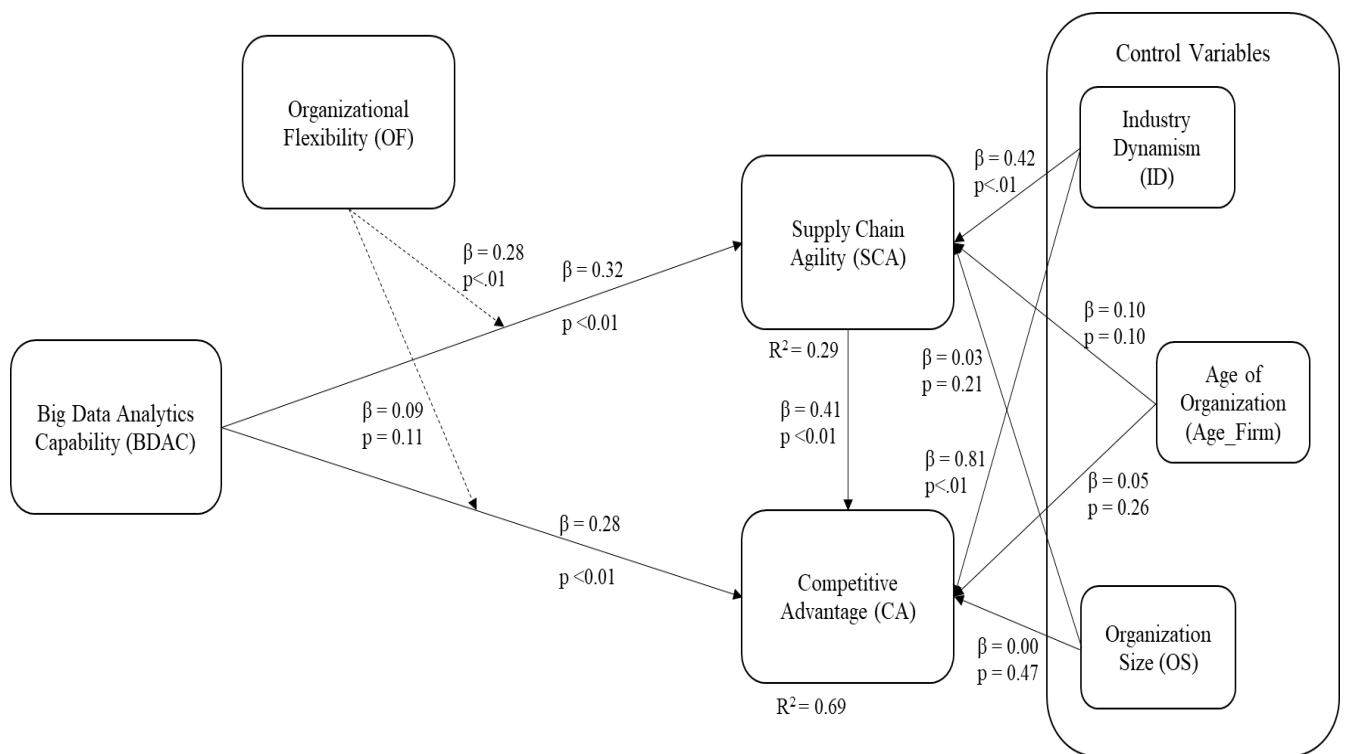 Control Variables
Organizational
Flexibility (OF)
Industry
Dynamism
(ID)
β = 0.42
p<.01
Supply Chain
Agility (SCA)
β = 0.28
p<.01
β = 0.32
p <0.01
β = 0.10
p = 0.10
R² = 0.29
β = 0.03
p = 0.21
Age of
Organization
(Age_Firm)
Big Data Analytics
Capability (BDAC)
β = 0.09
p = 0.11
β = 0.41
p <0.01
β = 0.81
p<.01
β = 0.05
p = 0.26
β = 0.28
p <0.01
Competitive
Advantage (CA)
Organization
Size (OS)
β = 0.00
p = 0.47
R² = 0.69